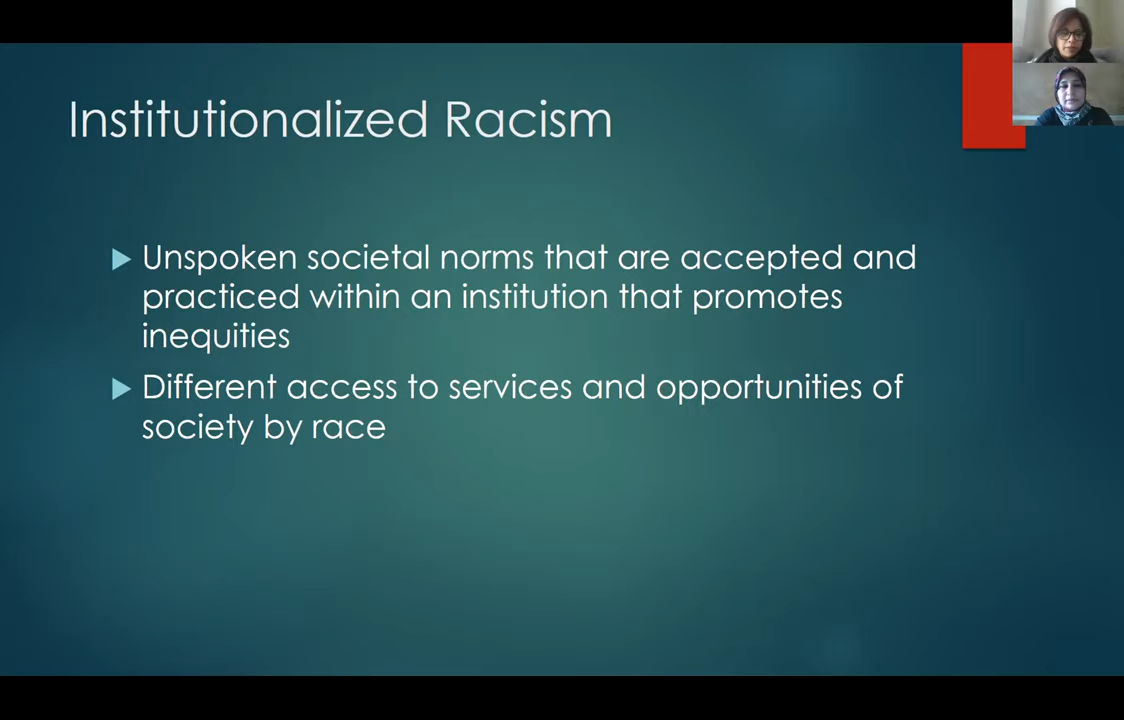 Institutionalized Racism
Unspoken societal norms that are accepted and
practiced within an institution that promotes
inequities
Different access to services and opportunities of
society by race